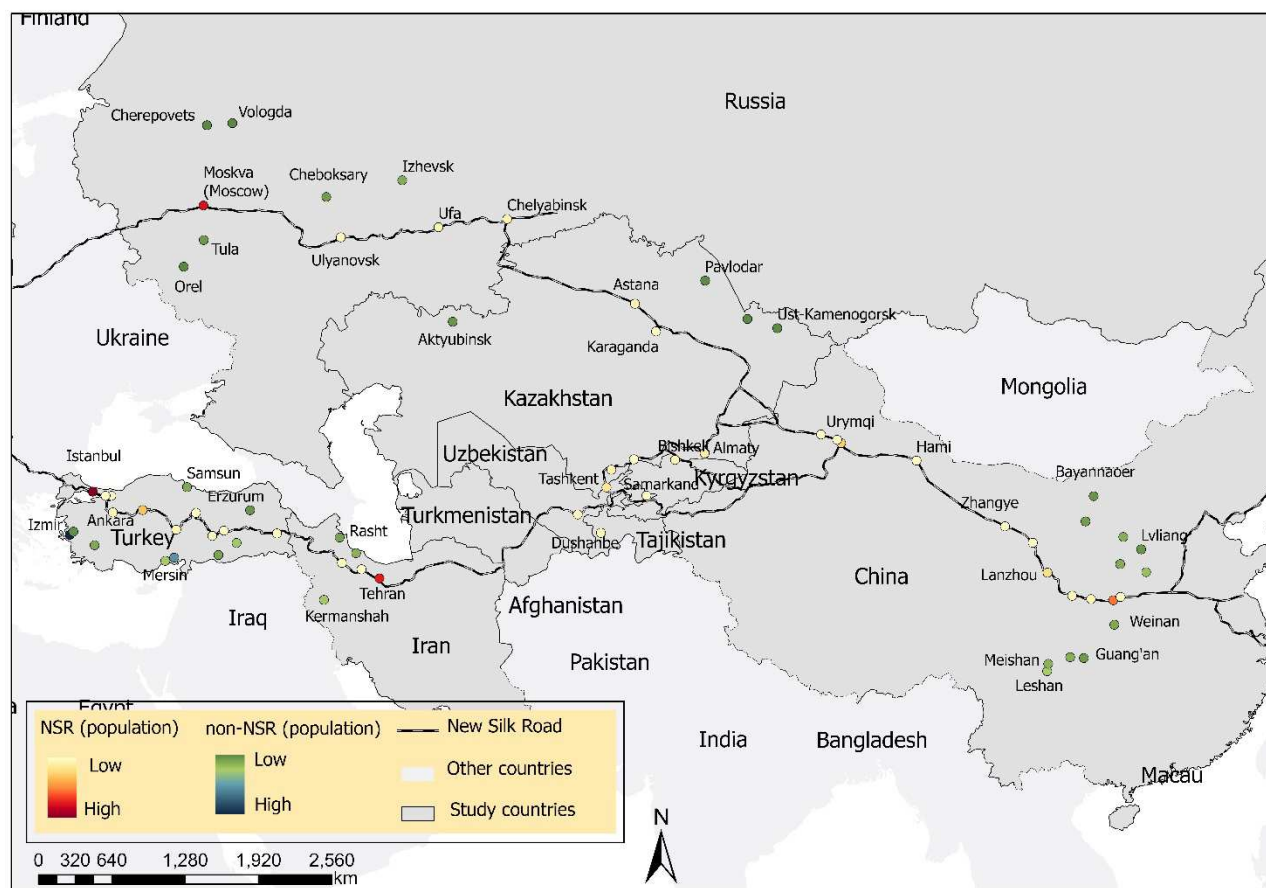 Finland
Russia
Cherepovets
Vologda
Izhevsk
Cheboksary
Moskva
(Moscow)
Ufa
Chelyabinsk
Tula
Ulyanovsk
Orel
Pavlodar
Astana
Ust-Kamenogorsk
Aktyubinsk
Ukraine
Karaganda
Mongolia
Kazakhstan
Urymqi
Bishkek
Almaty
Hami
Uzbekistan
Istanbul
Samsun
Tashkent
Kyrgyzstan
Bayannaoer
Erzurum
Samarkand
Zhangye
Turkmenistan
Izmir
Ankara
Turkey
Rasht
Dushanbe
Tajikistan
Lvliang
Mersin
China
Lanzhou
Tehran
Afghanistan
Kermanshah
Iraq
Weinan
Iran
Pakistan
Guang'an
Meishan
Leshan
Egypt
NSR (population)
Low
High
non-NSR (population)
Low
High
New Silk Road
Other countries
Study countries
India
Bangladesh
Macau
N
0 320 640 1,280 1,920 2,560
km